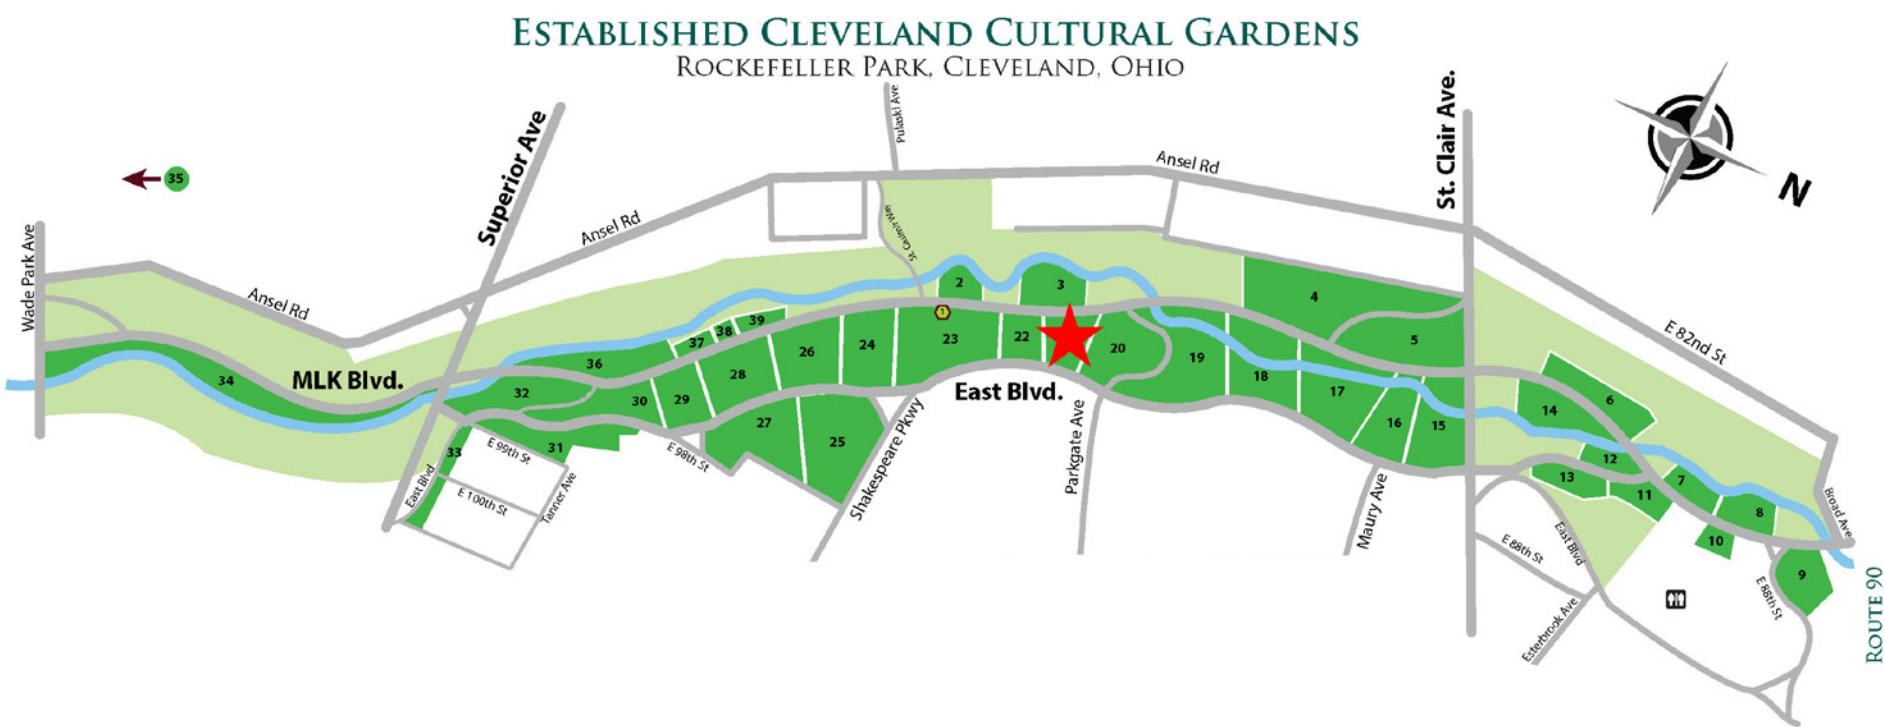 ESTABLISHED CLEVELAND CULTURAL GARDENS
ROCKEFELLER PARK, CLEVELAND, OHIO
Pulaski Ave
St. Clair Ave.
Superior Ave
Ansel Rd
N
35
Ansel Rd
St. Casimir Way
Wade Park Ave
Ansel Rd
2
3
4
1
39
38
37
36
26
24
23
22
20
19
18
17
5
E 82nd St
MLK Blvd.
34
32
30
29
28
East Blvd.
27
25
16
15
14
6
33
E 99th St
31
E 98th St
Shakespeare Pkwy
Parkgate Ave
Maury Ave
12
13
11
7
8
10
9
East Blvd
E 100th St
Tanner Ave
E 88th St
East Blvd
Broad Ave
E 88th St
Esterbrook Ave
ROUTE 90